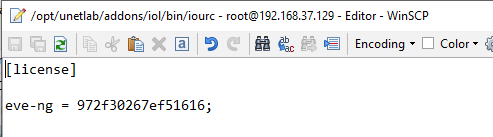 /opt/unetlab/addons/iol/bin/iourc - root@192.168.37.129 - Editor - WinSCP
Encoding Color
[license]
eve-ng = 972f30267ef51616;